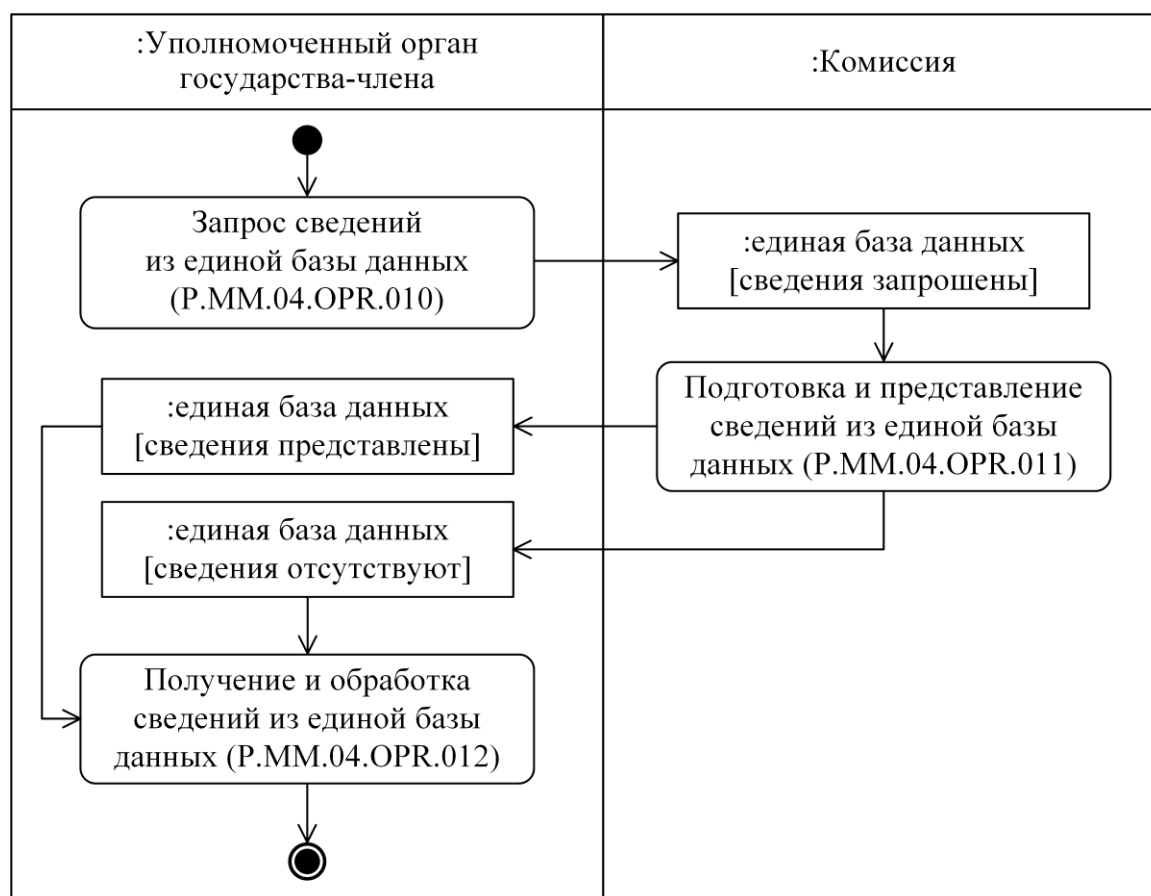 :Уполномоченный орган
государства-члена
:Комиссия
Запрос сведений
из единой базы данных
(P.MM.04.OPR.010)
:единая база данных
[сведения запрошены]
Подготовка и представление
сведений из единой базы
данных (P.MM.04.OPR.011)
:единая база данных
[сведения представлены]
:единая база данных
[сведения отсутствуют]
Получение и обработка
сведений из единой базы
данных (P.MM.04.OPR.012)